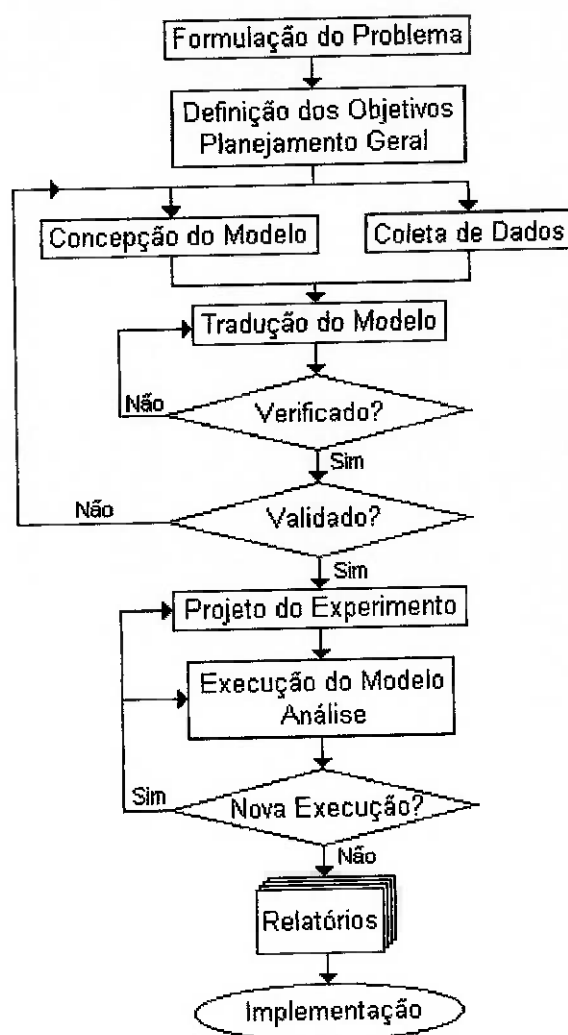 Formulação do Problema
Definição dos Objetivos
Planejamento Geral
Concepção do Modelo
Coleta de Dados
Tradução do Modelo
Não
Verificado?
Sim
Não
Validado?
Sim
Projeto do Experimento
Execução do Modelo
Análise
Sim
Nova Execução?
Não
Relatórios
Implementação